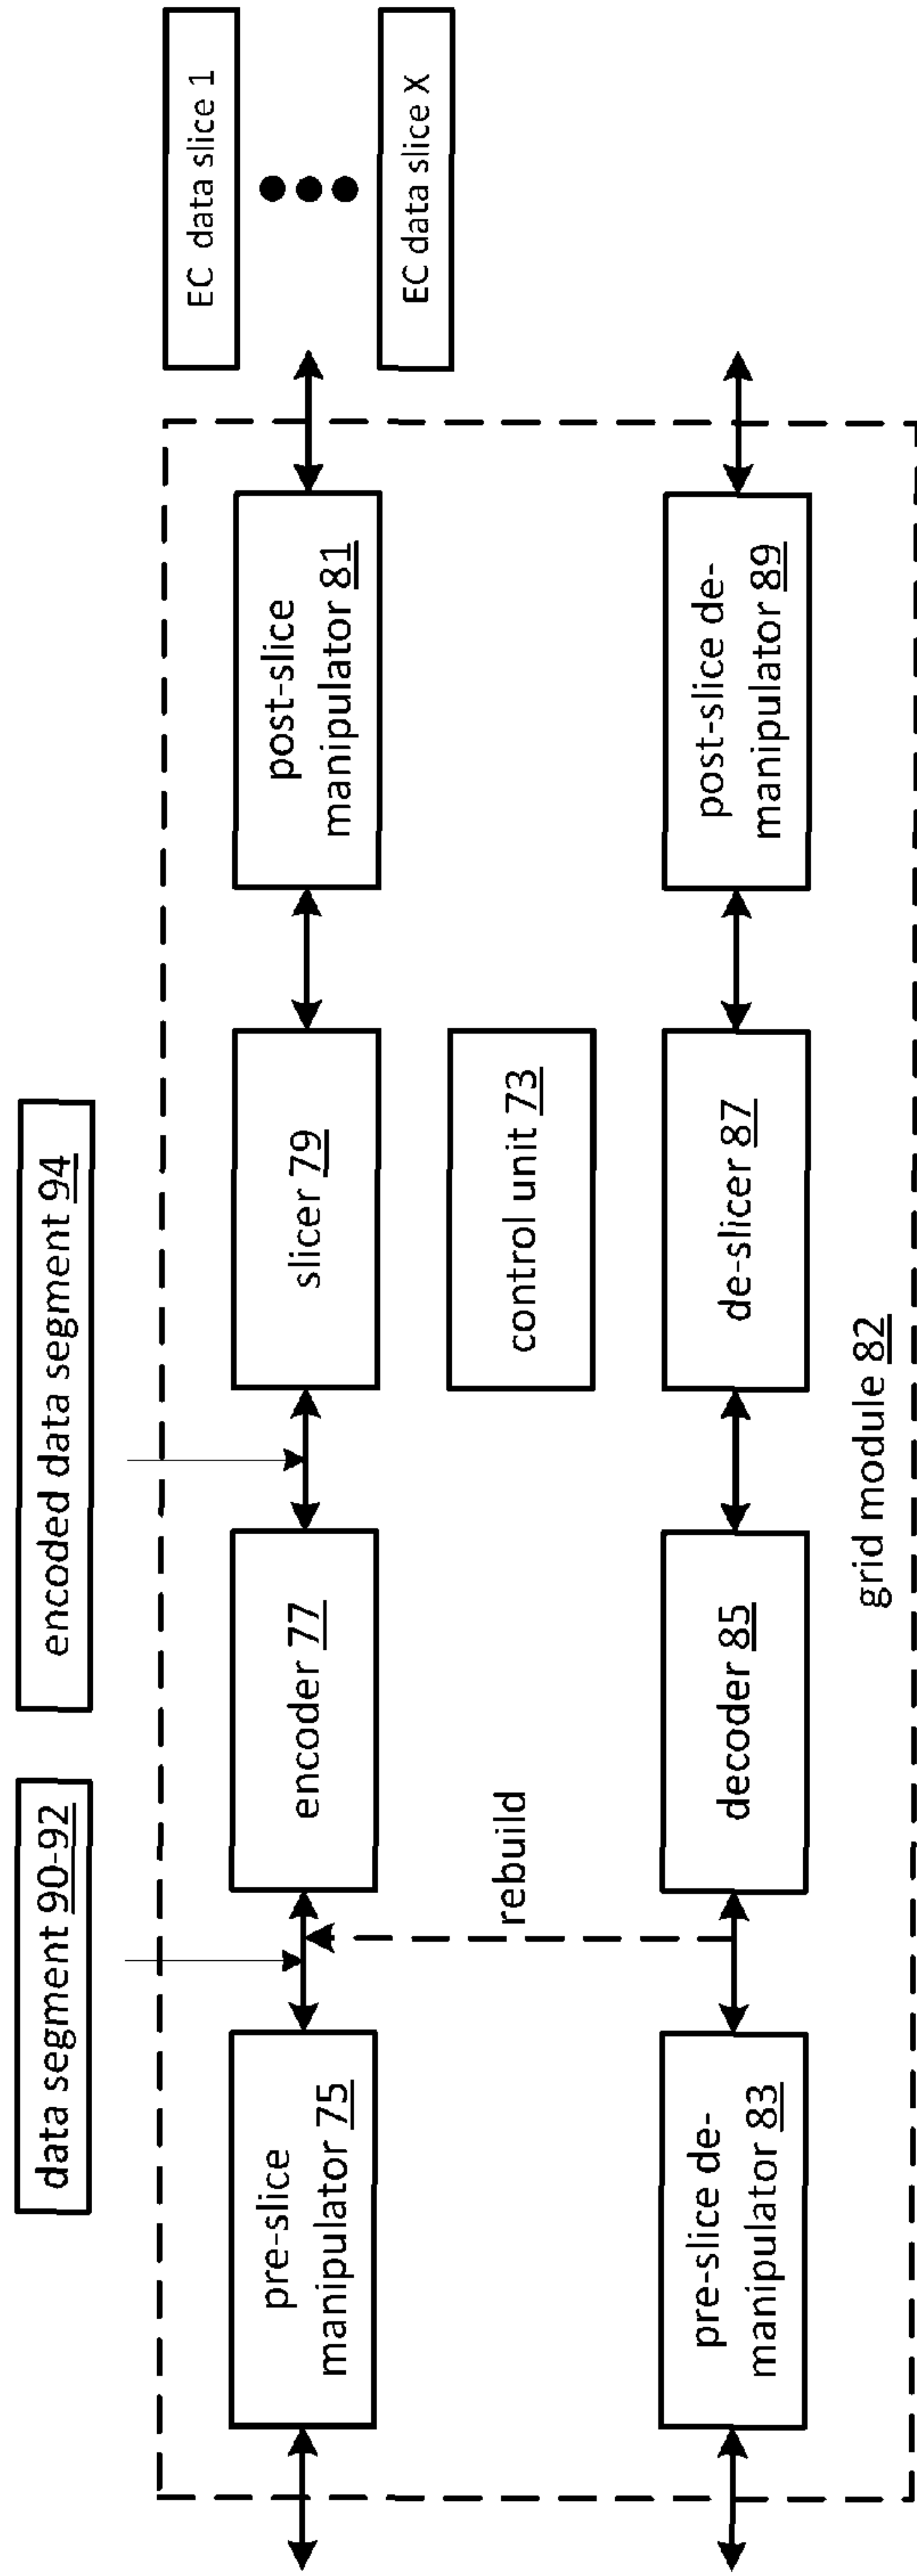 data segment 90-92
encoded data segment 94
EC data slice 1
EC data slice X
pre-slice
manipulator 75
encoder 77
slicer 79
post-slice
manipulator 81
rebuild
control unit 73
pre-slice de-
manipulator 83
decoder 85
de-slicer 87
post-slice de-
manipulator 89
grid module 82